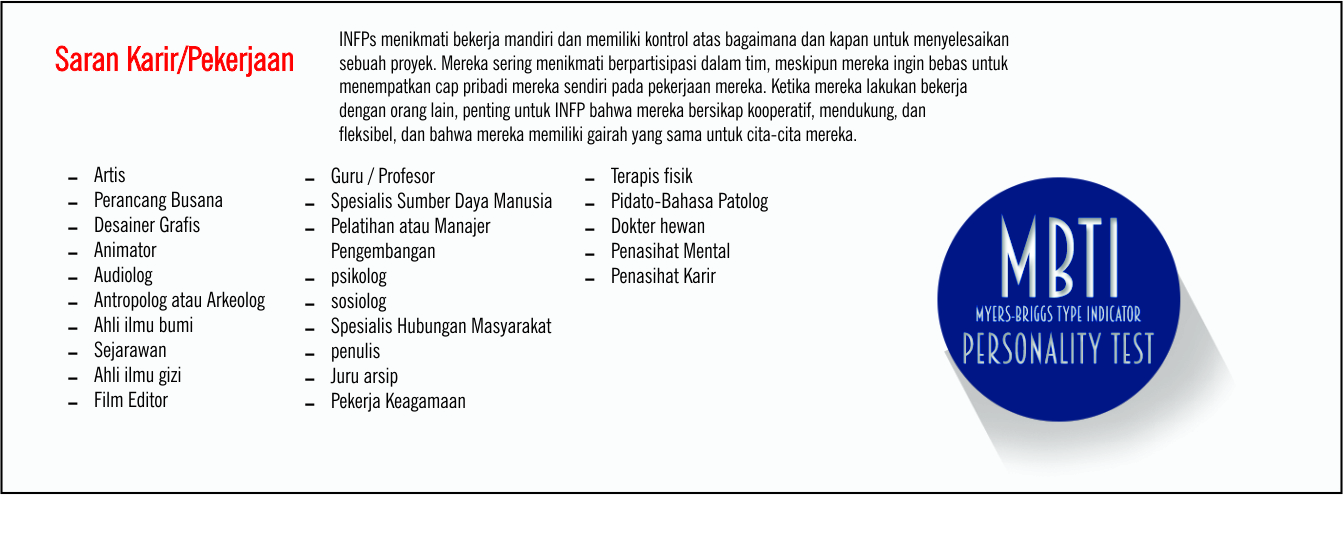 Saran Karir/Pekerjaan
INFPs menikmati bekerja mandiri dan memiliki kontrol atas bagaimana dan kapan untuk menyelesaikan
sebuah proyek. Mereka sering menikmati berpartisipasi dalam tim, meskipun mereka ingin bebas untuk
menempatkan cap pribadi mereka sendiri pada pekerjaan mereka. Ketika mereka lakukan bekerja
dengan orang lain, penting untuk INFP bahwa mereka bersikap kooperatif, mendukung, dan
fleksibel, dan bahwa mereka memiliki gairah yang sama untuk cita-cita mereka.
- Artis
- Perancang Busana
- Desainer Grafis
- Animator
- Audiolog
- Antropolog atau Arkeolog
- Ahli ilmu bumi
- Sejarawan
- Ahli ilmu gizi
- Film Editor
- Guru / Profesor
- Spesialis Sumber Daya Manusia
- Pelatihan atau Manajer
Pengembangan
- psikolog
- sosiolog
- Spesialis Hubungan Masyarakat
- penulis
- Juru arsip
- Pekerja Keagamaan
- Terapis fisik
- Pidato-Bahasa Patolog
- Dokter hewan
- Penasihat Mental
- Penasihat Karir
MBTI
MYERS-BRIGGS TYPE INDICATOR
PERSONALITY TEST